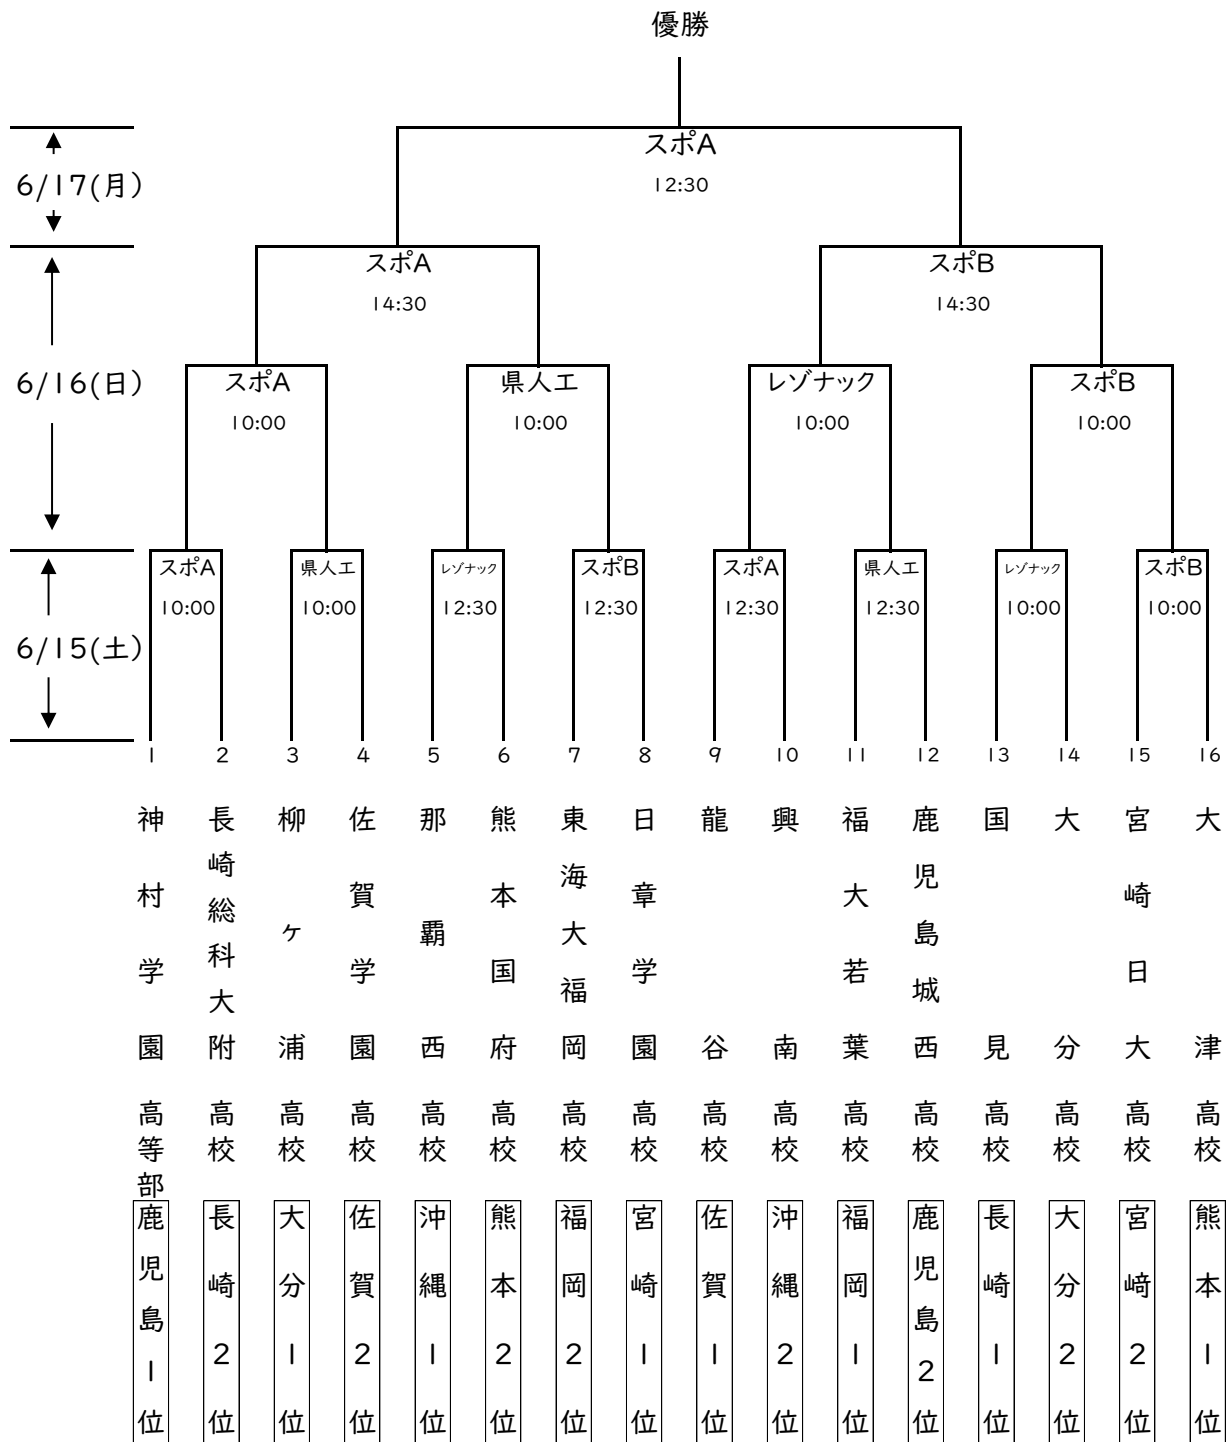 優勝
スポA
12:30
6/17(月)
スポA
14:30
スポB
14:30
6/16(日)
スポA
10:00
県人工
10:00
レゾナック
10:00
スポB
10:00
6/15(土)
スポA
10:00
県人工
10:00
レゾナック
12:30
スポB
12:30
スポA
12:30
県人工
12:30
レゾナック
10:00
スポB
10:00
1
2
3
4
5
6
7
8
9
10
11
12
13
14
15
16
神村学園高等部
長崎総科大附高校
柳ヶ浦高校
佐賀学園高校
那覇西高校
熊本国府高校
東海大福岡高校
日章学園高校
龍谷高校
興南高校
福大若葉高校
鹿児島城西高校
国見高校
大分高校
宮崎日大高校
大津高校
鹿児島1位
長崎2位
大分1位
佐賀2位
沖縄1位
熊本2位
福岡2位
宮崎1位
佐賀1位
沖縄2位
福岡1位
鹿児島2位
長崎1位
大分2位
宮﨑2位
熊本1位